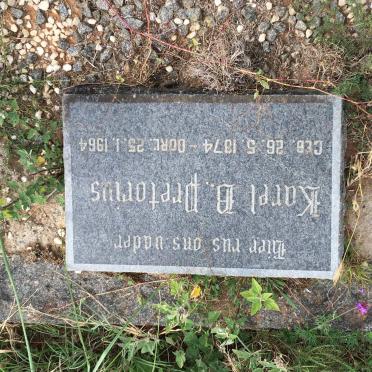 Hier rus ons vader
Karel B. Pretorius
GEB. 26.5.1874 - OORL. 25.1.1964